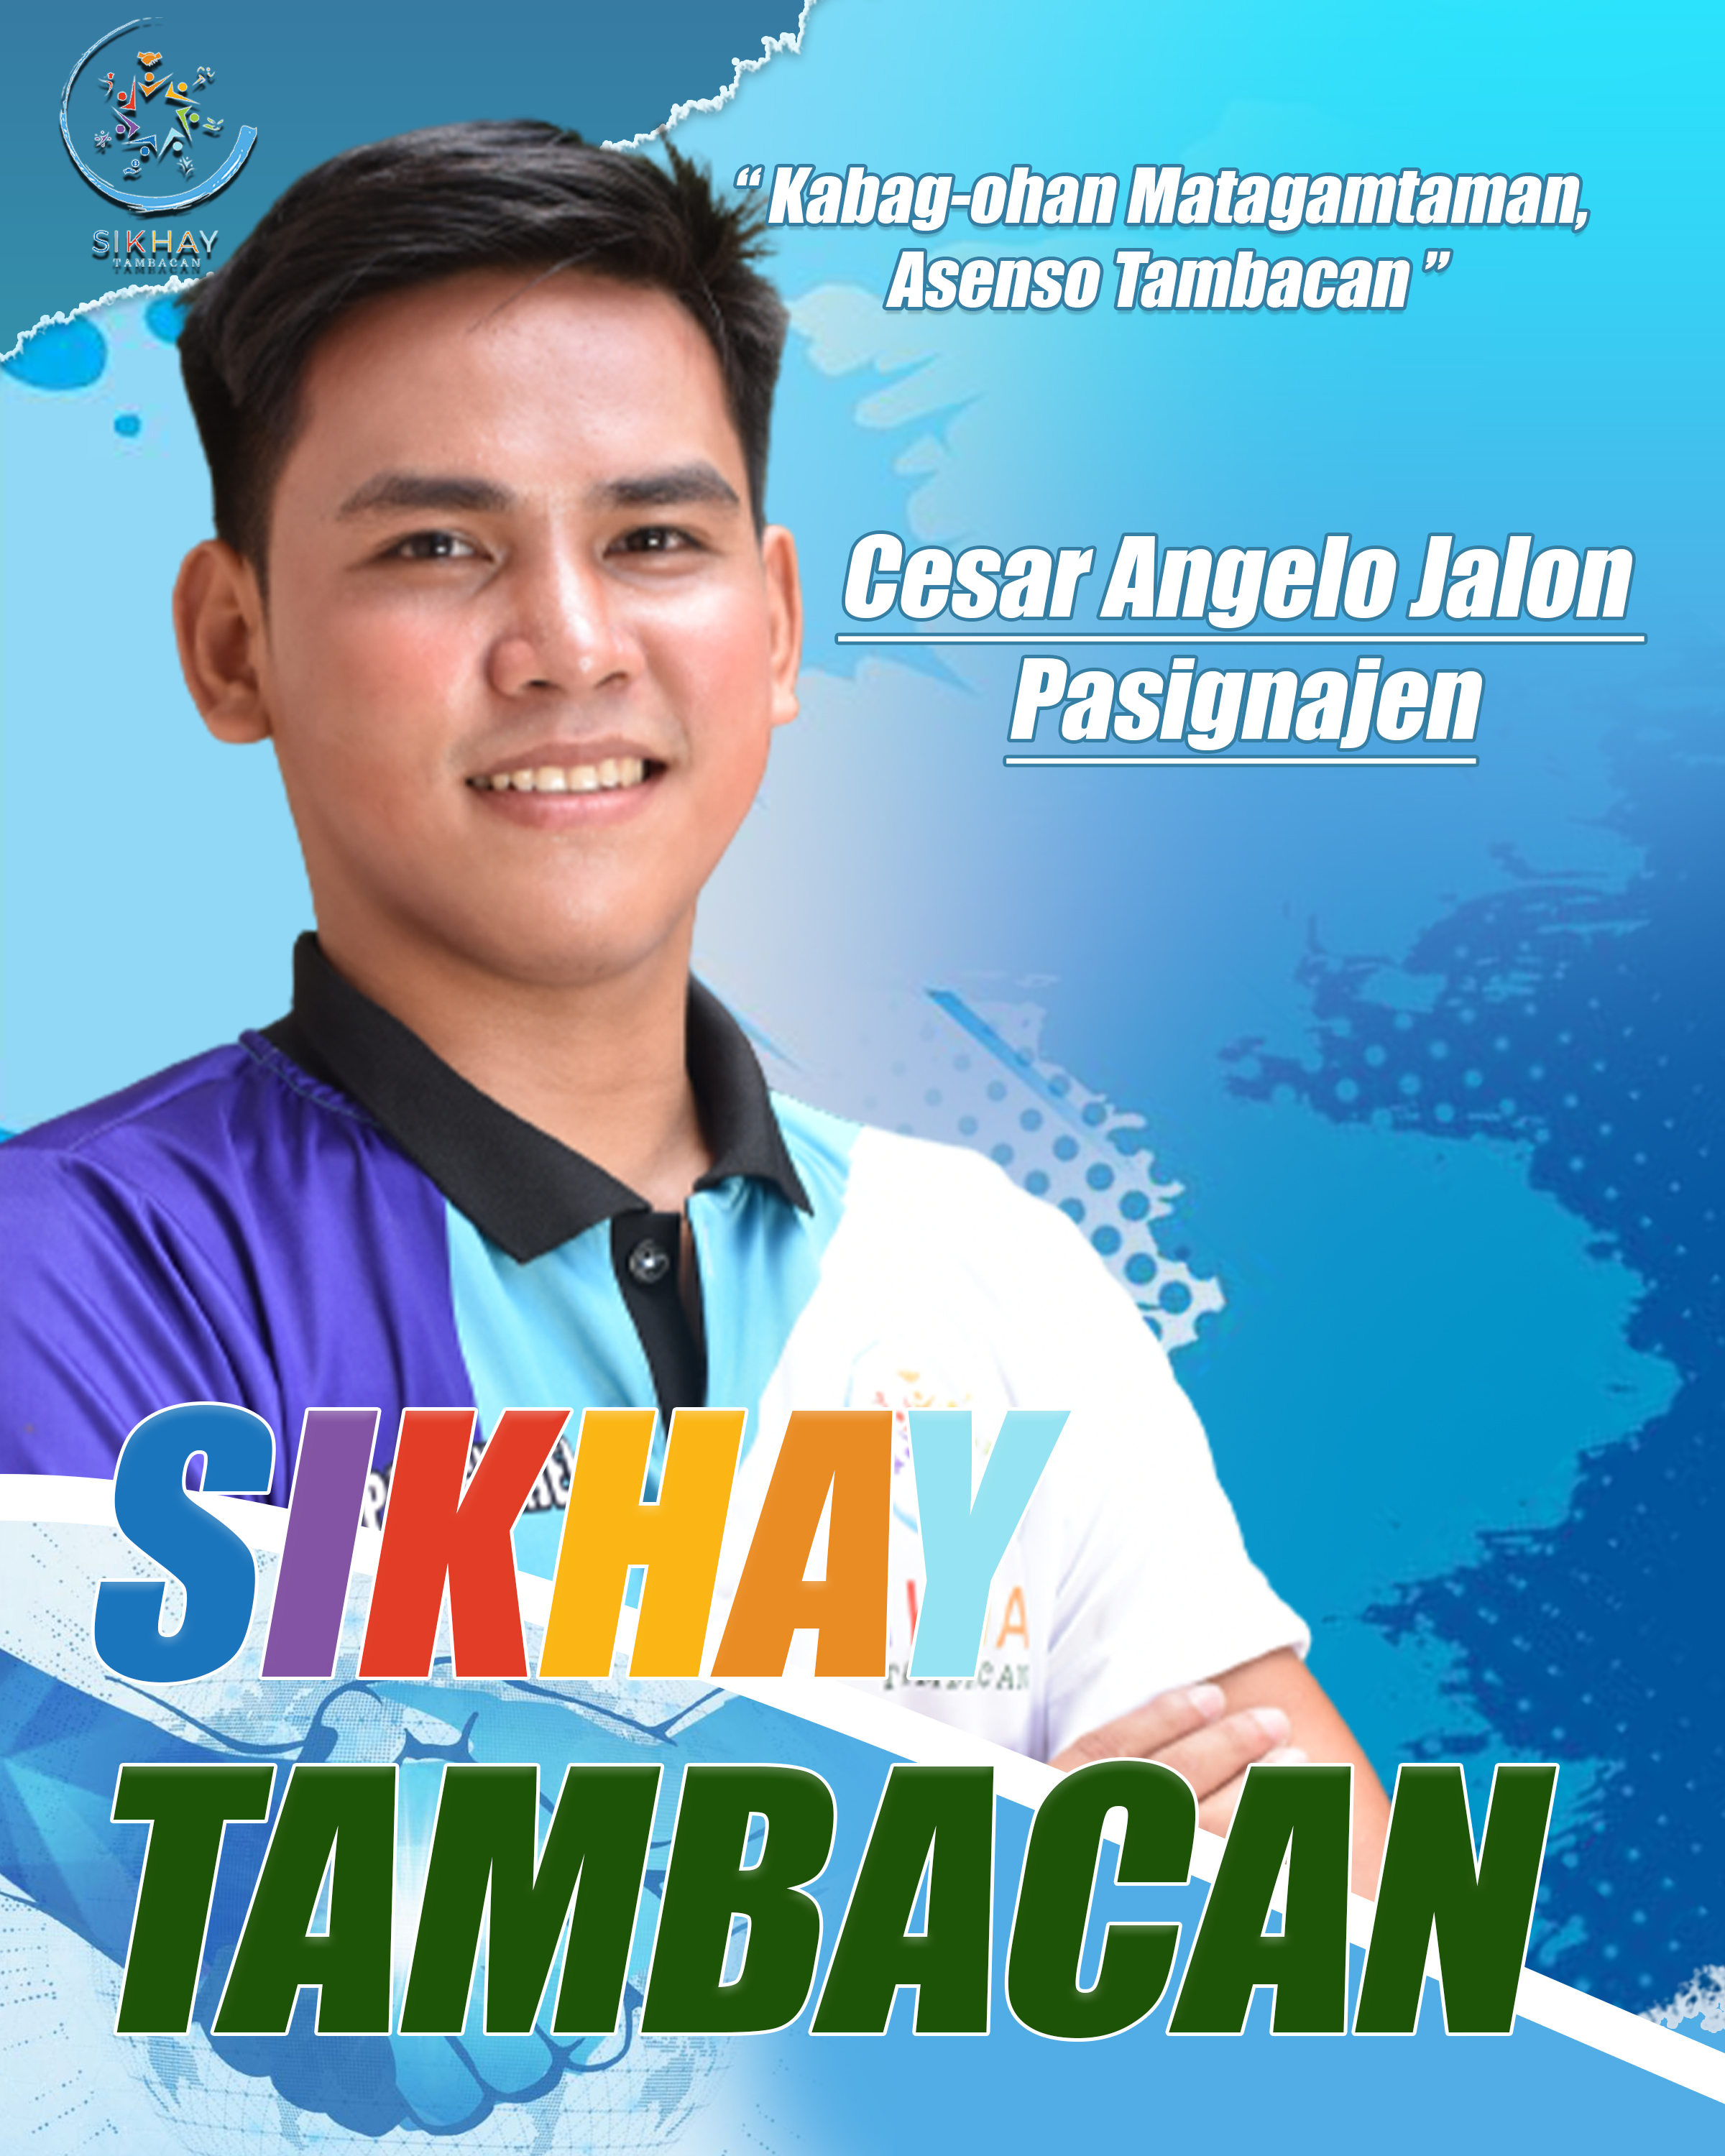 SIKHAY
TAMBACAN
“ Kabag-ohan Matagamtaman,
Asenso Tambacan ”
Cesar Angelo Jalon
Pasignajen
SIKHAY
TAMBACAN